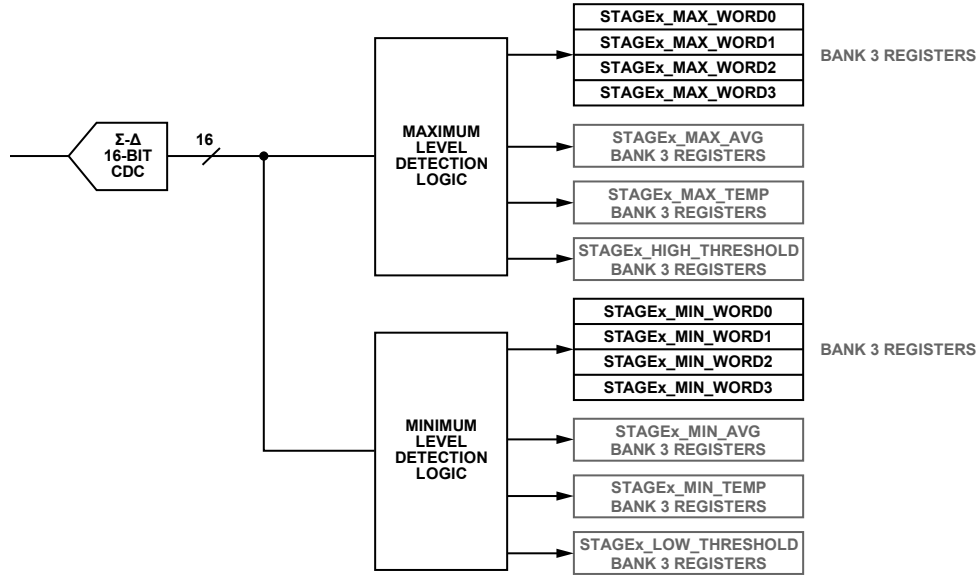 Σ-Δ
16-BIT
CDC
16
MAXIMUM
LEVEL
DETECTION
LOGIC
STAGEx_MAX_WORD0
STAGEx_MAX_WORD1
STAGEx_MAX_WORD2
STAGEx_MAX_WORD3
BANK 3 REGISTERS
STAGEx_MAX_AVG
BANK 3 REGISTERS
STAGEx_MAX_TEMP
BANK 3 REGISTERS
STAGEx_HIGH_THRESHOLD
BANK 3 REGISTERS
MINIMUM
LEVEL
DETECTION
LOGIC
STAGEx_MIN_WORD0
STAGEx_MIN_WORD1
STAGEx_MIN_WORD2
STAGEx_MIN_WORD3
BANK 3 REGISTERS
STAGEx_MIN_AVG
BANK 3 REGISTERS
STAGEx_MIN_TEMP
BANK 3 REGISTERS
STAGEx_LOW_THRESHOLD
BANK 3 REGISTERS